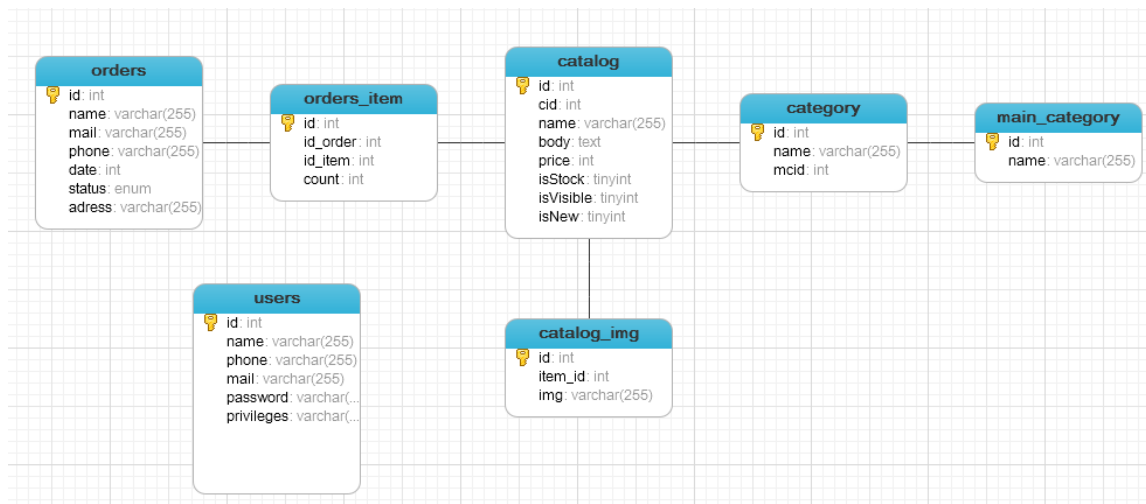 orders
id: int
name: varchar(255)
mail: varchar(255)
phone: varchar(255)
date: int
status: enum
adress: varchar(255)
orders_item
id: int
id_order: int
id_item: int
count: int
catalog
id: int
cid: int
name: varchar(255)
body: text
price: int
isStock: tinyint
isVisible: tinyint
isNew: tinyint
category
id: int
name: varchar(255)
mcid: int
main_category
id: int
name: varchar(255)
users
id: int
name: varchar(255)
phone: varchar(255)
mail: varchar(255)
password: varchar(...
privileges: varchar(...
catalog_img
id: int
item_id: int
img: varchar(255)